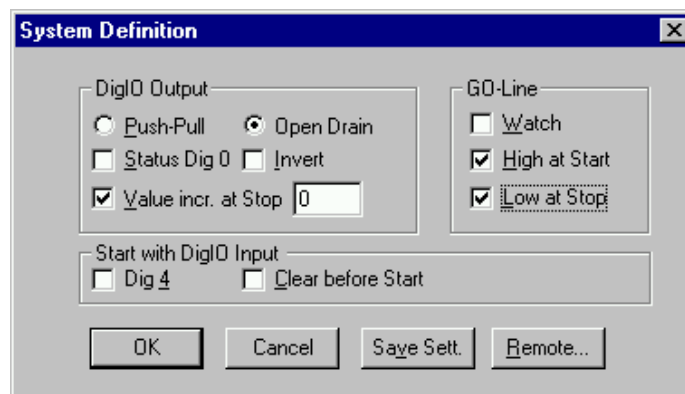 System Definition
DigIO Output
Push-Pull Open Drain
Status Dig 0 Invert
Value incr. at Stop 0
GO-Line
Watch
High at Start
Low at Stop
Start with DigIO Input
Dig 4 Clear before Start
OK Cancel Save Sett. Remote...